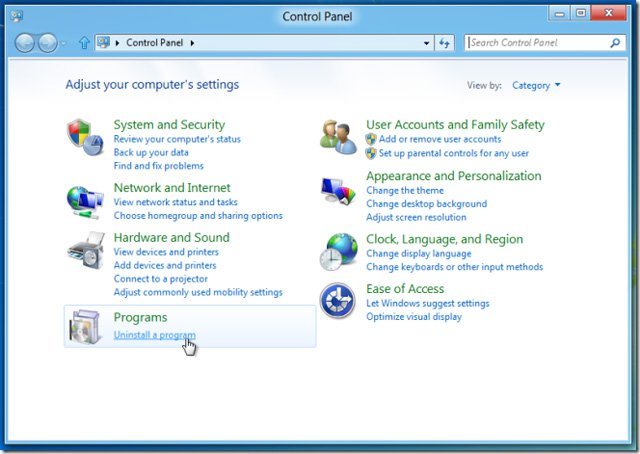 Control Panel
Control Panel
Search Control Panel
Adjust your computer's settings
View by: Category
System and Security
Review your computer's status
Back up your data
Find and fix problems
Network and Internet
View network status and tasks
Choose homegroup and sharing options
Hardware and Sound
View devices and printers
Add devices and printers
Connect to a projector
Adjust commonly used mobility settings
Programs
Uninstall a program
User Accounts and Family Safety
Add or remove user accounts
Set up parental controls for any user
Appearance and Personalization
Change the theme
Change desktop background
Adjust screen resolution
Clock, Language, and Region
Change display language
Change keyboards or other input methods
Ease of Access
Let Windows suggest settings
Optimize visual display